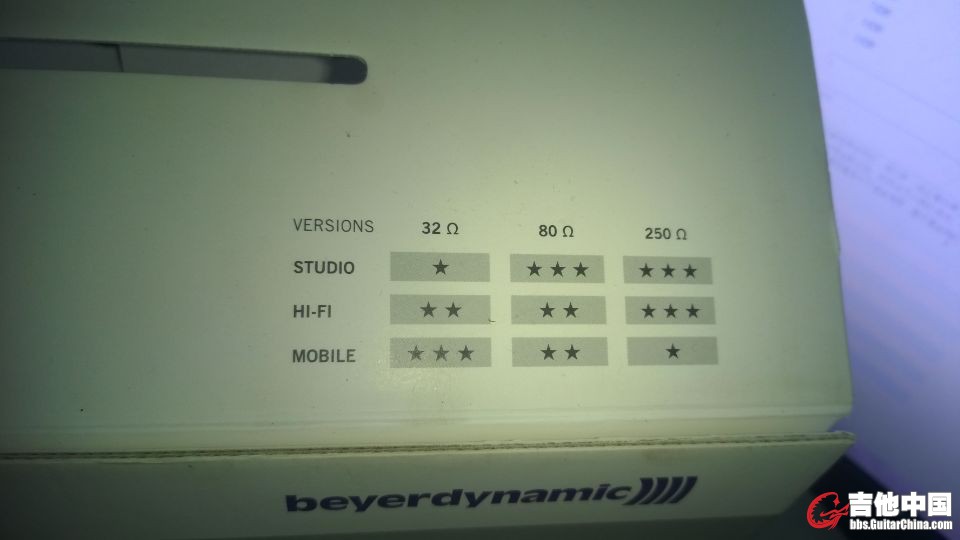 VERSIONS 32 Ω 80 Ω 250 Ω
STUDIO ★ ★★★ ★★★
HI-FI ★★ ★★ ★★★
MOBILE ★★★ ★★ ★
beyerdynamic
吉他中国
bbs.GuitarChina.com